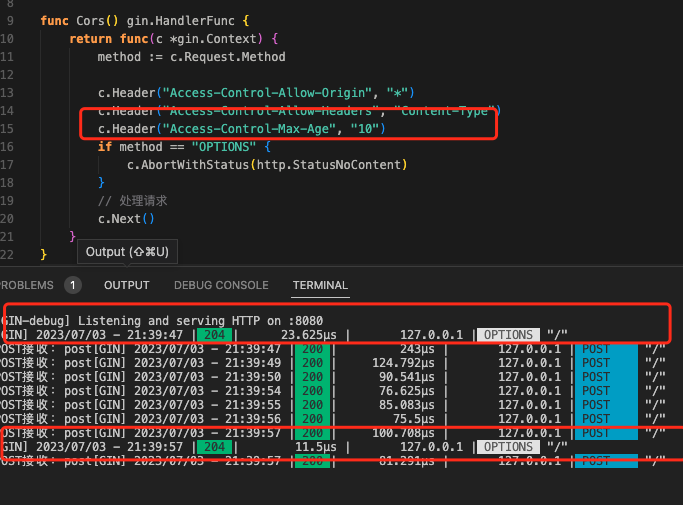 8
9 func Cors() gin.HandlerFunc {
10 return func(c *gin.Context) {
11 method := c.Request.Method
12
13 c.Header("Access-Control-Allow-Origin", "*")
14 c.Header("Access-Control-Allow-Headers", "Content-Type")
15 c.Header("Access-Control-Max-Age", "10")
16 if method == "OPTIONS" {
17 c.AbortWithStatus(http.StatusNoContent)
18 }
19 // 处理请求
20 c.Next()
21 }
22 }
Output (⇧⌘U)
ROBLEMS 1 OUTPUT DEBUG CONSOLE TERMINAL
GIN-debug] Listening and serving HTTP on :8080
GIN] 2023/07/03 - 21:39:47 | 204 | 23.625µs | 127.0.0.1 | OPTIONS "/"
POST接收: post[GIN] 2023/07/03 - 21:39:47 | 200 | 243µs | 127.0.0.1 | POST "/"
POST接收: post[GIN] 2023/07/03 - 21:39:49 | 200 | 124.792µs | 127.0.0.1 | POST "/"
POST接收: post[GIN] 2023/07/03 - 21:39:50 | 200 | 90.541µs | 127.0.0.1 | POST "/"
POST接收: post[GIN] 2023/07/03 - 21:39:54 | 200 | 76.625µs | 127.0.0.1 | POST "/"
POST接收: post[GIN] 2023/07/03 - 21:39:55 | 200 | 85.083µs | 127.0.0.1 | POST "/"
POST接收: post[GIN] 2023/07/03 - 21:39:56 | 200 | 75.5µs | 127.0.0.1 | POST "/"
POST接收: post[GIN] 2023/07/03 - 21:39:57 | 200 | 100.708µs | 127.0.0.1 | POST "/"
GIN] 2023/07/03 - 21:39:57 | 204 | 11.5µs | 127.0.0.1 | OPTIONS "/"
POST接收: post[GIN] 2023/07/03 - 21:39:57 | 200 | 81.291µs | 127.0.0.1 | POST "/"